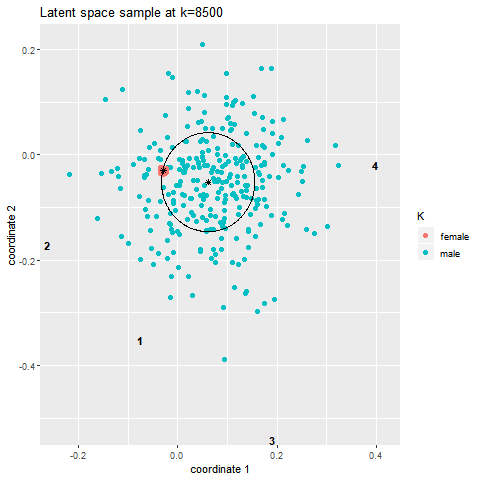 Latent space sample at k=8500
coordinate 2
0.2
0.0
-0.2
-0.4
4
2
1
3
-0.2
0.0
0.2
0.4
coordinate 1
K
female
male